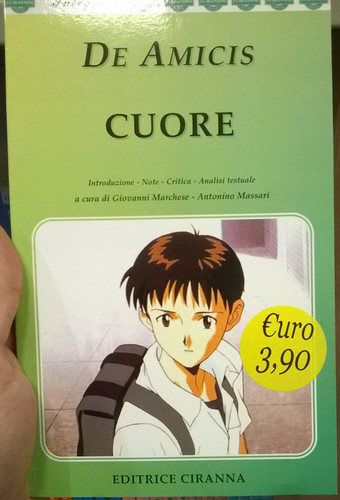 DE AMICIS
CUORE
Introduzione - Note - Critica - Analisi testuale
a cura di Giovanni Marchese - Antonino Massari
€uro
3,90
EDITRICE CIRANNA